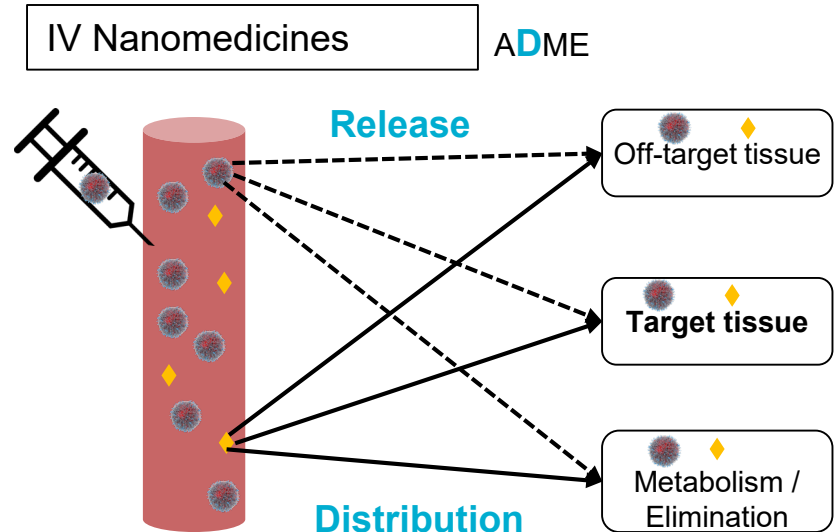 IV Nanomedicines
ADME
Release
Off-target tissue
Target tissue
Metabolism /
Elimination
Distribution